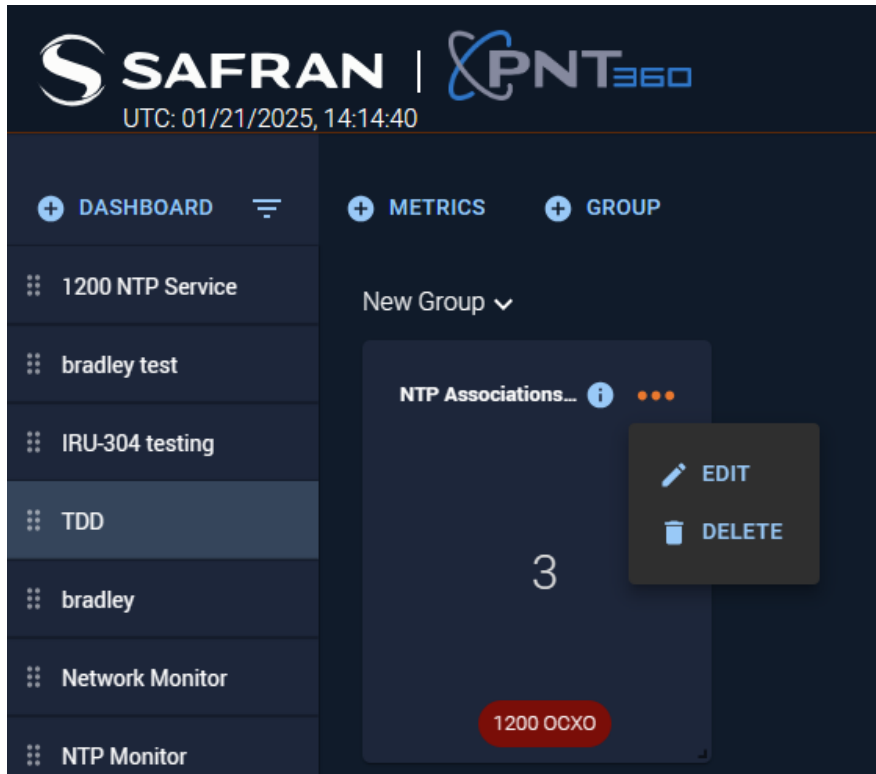 SAFRAN | PNT360
UTC: 01/21/2025, 14:14:40
DASHBOARD
METRICS
GROUP
1200 NTP Service
bradley test
IRU-304 testing
TDD
bradley
Network Monitor
NTP Monitor
New Group
NTP Associations...
EDIT
DELETE
3
1200 OCXO